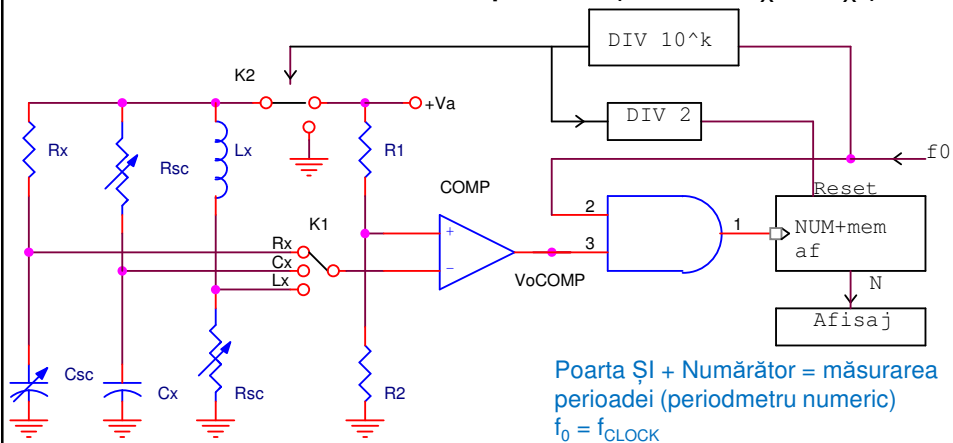 DIV 10^k
K2
+Va
DIV 2
Rx
Rsc
Lx
R1
f0
COMP
Reset
K1
2
Rx
+
1
NUM+mem
af
Cx
−
3
Lx
VoCOMP
N
Afisaj
Csc
Cx
Rsc
R2
Poarta ȘI + Numărător = măsurarea
perioadei (periodmetru numeric)
f0 = fCLOCK